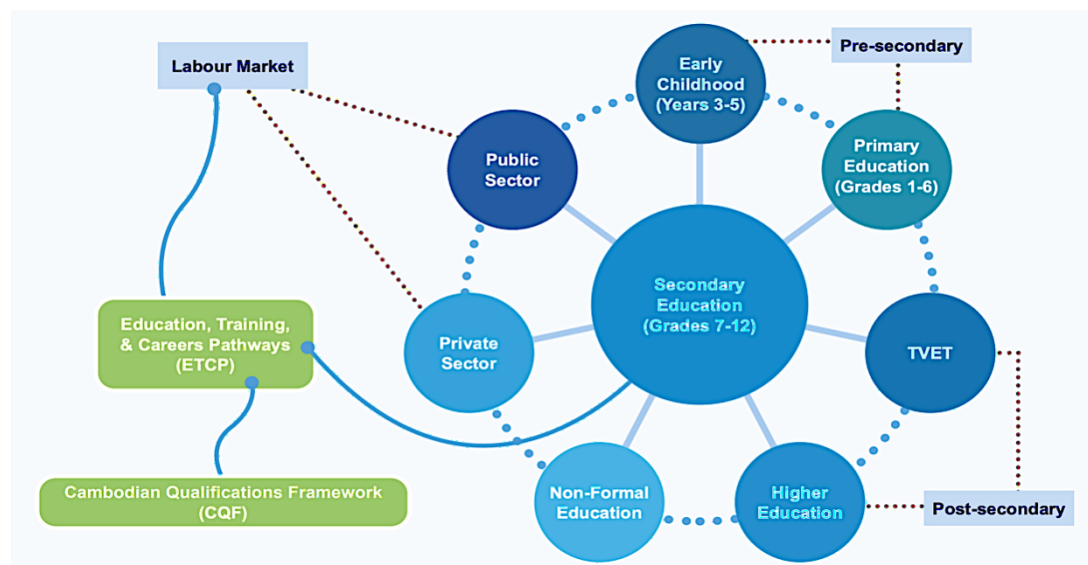 Labour Market
Early
Childhood
(Years 3-5)
Pre-secondary
Public
Sector
Primary
Education
(Grades 1-6)
Secondary
Education
(Grades 7-12)
Education, Training,
& Careers Pathways
(ETCP)
Private
Sector
TVET
Cambodian Qualifications Framework
(CQF)
Non-Formal
Education
Higher
Education
Post-secondary